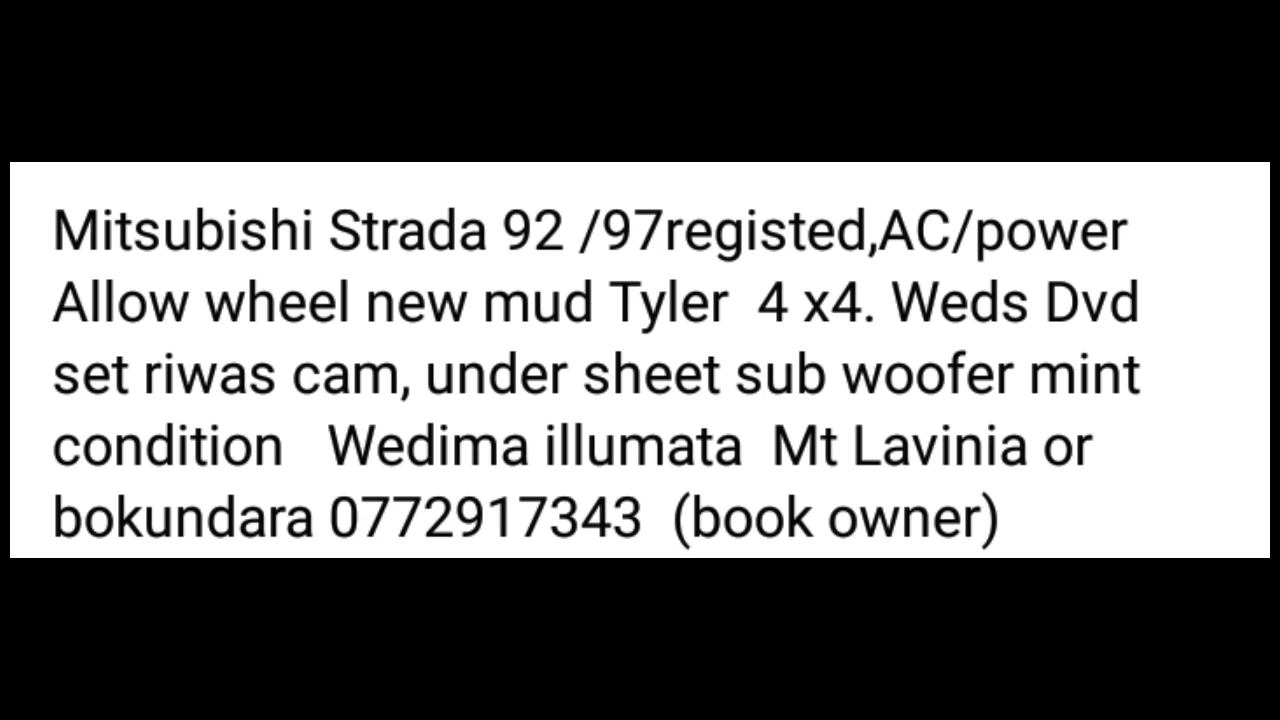 Mitsubishi Strada 92 /97registed,AC/power
Allow wheel new mud Tyler  4 x4. Weds Dvd
set riwas cam, under sheet sub woofer mint
condition   Wedima illumata  Mt Lavinia or
bokundara 0772917343  (book owner)